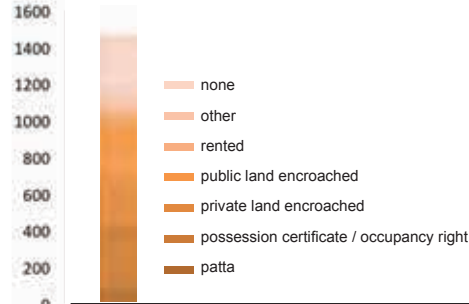 1600
1400
1200
none
other
1000
rented
800
public land encroached
600
private land encroached
400
possession certificate / occupancy right
200
patta
0